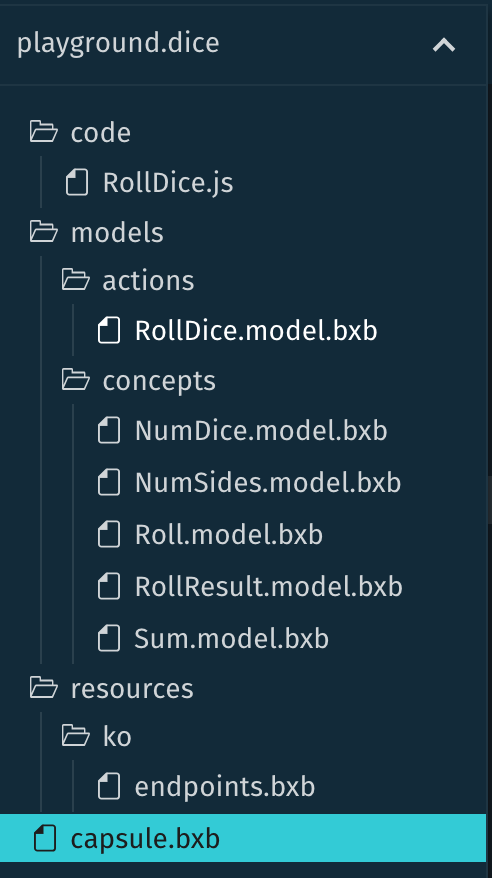 playground.dice
code
RollDice.js
models
actions
RollDice.model.bxb
concepts
NumDice.model.bxb
NumSides.model.bxb
Roll.model.bxb
RollResult.model.bxb
Sum.model.bxb
resources
ko
endpoints.bxb
capsule.bxb